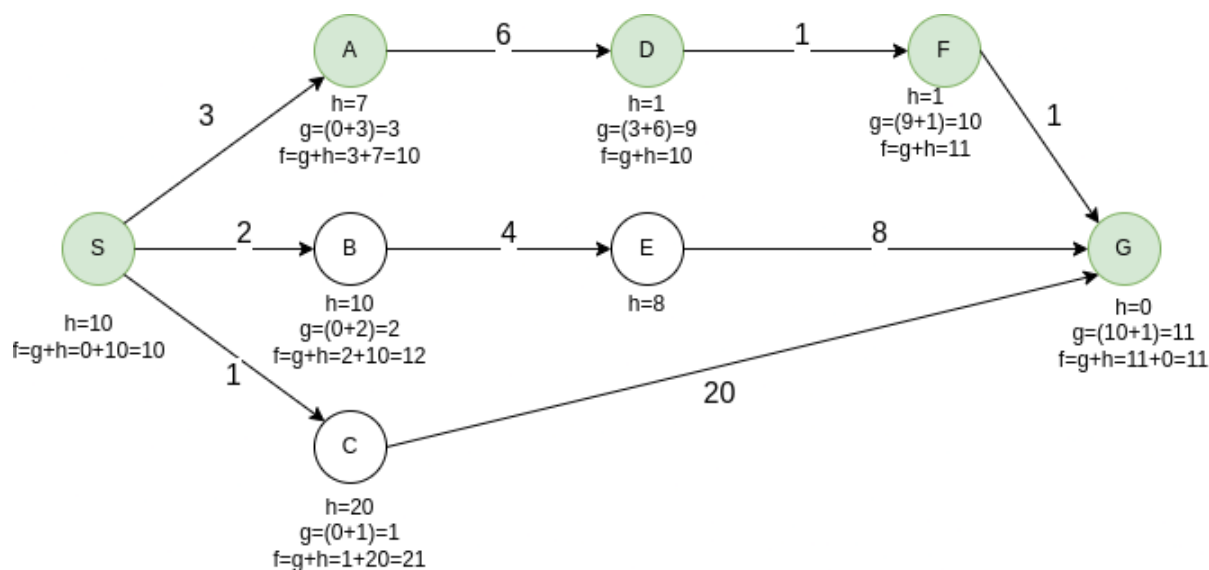 A
6
D
1
F
3
h=7
g=(0+3)=3
f=g+h=3+7=10
h=1
g=(3+6)=9
f=g+h=10
h=1
g=(9+1)=10
f=g+h=11
1
S
2
B
4
E
8
G
h=10
f=g+h=0+10=10
h=10
g=(0+2)=2
f=g+h=2+10=12
h=8
h=0
g=(10+1)=11
f=g+h=11+0=11
1
20
C
h=20
g=(0+1)=1
f=g+h=1+20=21